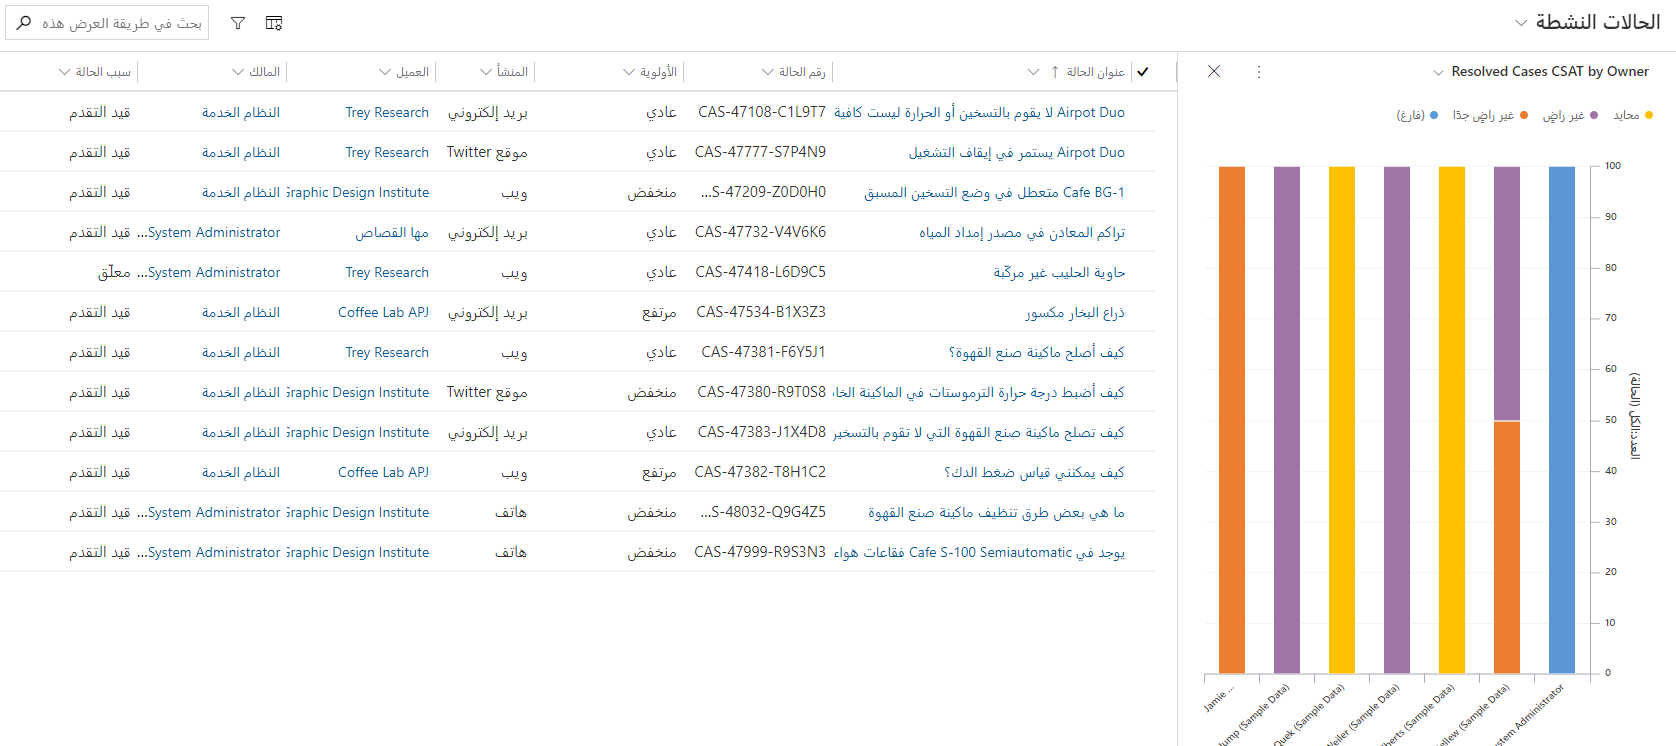 الحالات النشطة
بحث في طريقة العرض هذه
Resolved Cases CSAT by Owner
محايد غير راضٍ غير راضٍ جدًا (فارغ)
100
90
80
70
60
50
40
30
20
10
0
العدد:الكل (الحالة)
System Administrator
(Sample Data)
(Sample Data)
(Sample Data)
Quek (Sample Data)
(Sample Data)
Jamie ...
عنوان الحالة رقم الحالة الأولوية المنشأ العميل المالك سبب الحالة
Airpot Duo لا يقوم بالتسخين أو الحرارة ليست كافية CAS-47108-C1L9T7 عادي بريد إلكتروني Trey Research النظام الخدمة قيد التقدم
Airpot Duo يستمر في إيقاف التشغيل CAS-47777-S7P4N9 عادي موقع Twitter Trey Research النظام الخدمة قيد التقدم
Cafe BG-1 متعطل في وضع التسخين المسبق ...S-47209-Z0D0H0 منخفض ويب Graphic Design Institute النظام الخدمة قيد التقدم
تراكم المعادن في مصدر إمداد المياه CAS-47732-V4V6K6 عادي بريد إلكتروني مها القصاص System Administrator... قيد التقدم
حاوية الحليب غير مركّبة CAS-47418-L6D9C5 عادي ويب Trey Research System Administrator... معلّق
ذراع البخار مكسور CAS-47534-B1X3Z3 مرتفع بريد إلكتروني Coffee Lab APJ النظام الخدمة قيد التقدم
كيف أصلح ماكينة صنع القهوة؟ CAS-47381-F6Y5J1 عادي ويب Trey Research النظام الخدمة قيد التقدم
كيف أضبط درجة حرارة الترموستات في الماكينة الخا CAS-47380-R9T0S8 منخفض موقع Twitter Graphic Design Institute النظام الخدمة قيد التقدم
كيف تصلح ماكينة صنع القهوة التي لا تقوم بالتسخير CAS-47383-J1X4D8 عادي بريد إلكتروني Graphic Design Institute النظام الخدمة قيد التقدم
كيف يمكنني قياس ضغط الدك؟ CAS-47382-T8H1C2 مرتفع ويب Coffee Lab APJ النظام الخدمة قيد التقدم
ما هي بعض طرق تنظيف ماكينة صنع القهوة ...S-48032-Q9G4Z5 منخفض هاتف Graphic Design Institute System Administrator... قيد التقدم
يوجد في Cafe S-100 Semiautomatic فقاعات هواء CAS-47999-R9S3N3 منخفض هاتف Graphic Design Institute System Administrator... قيد التقدم